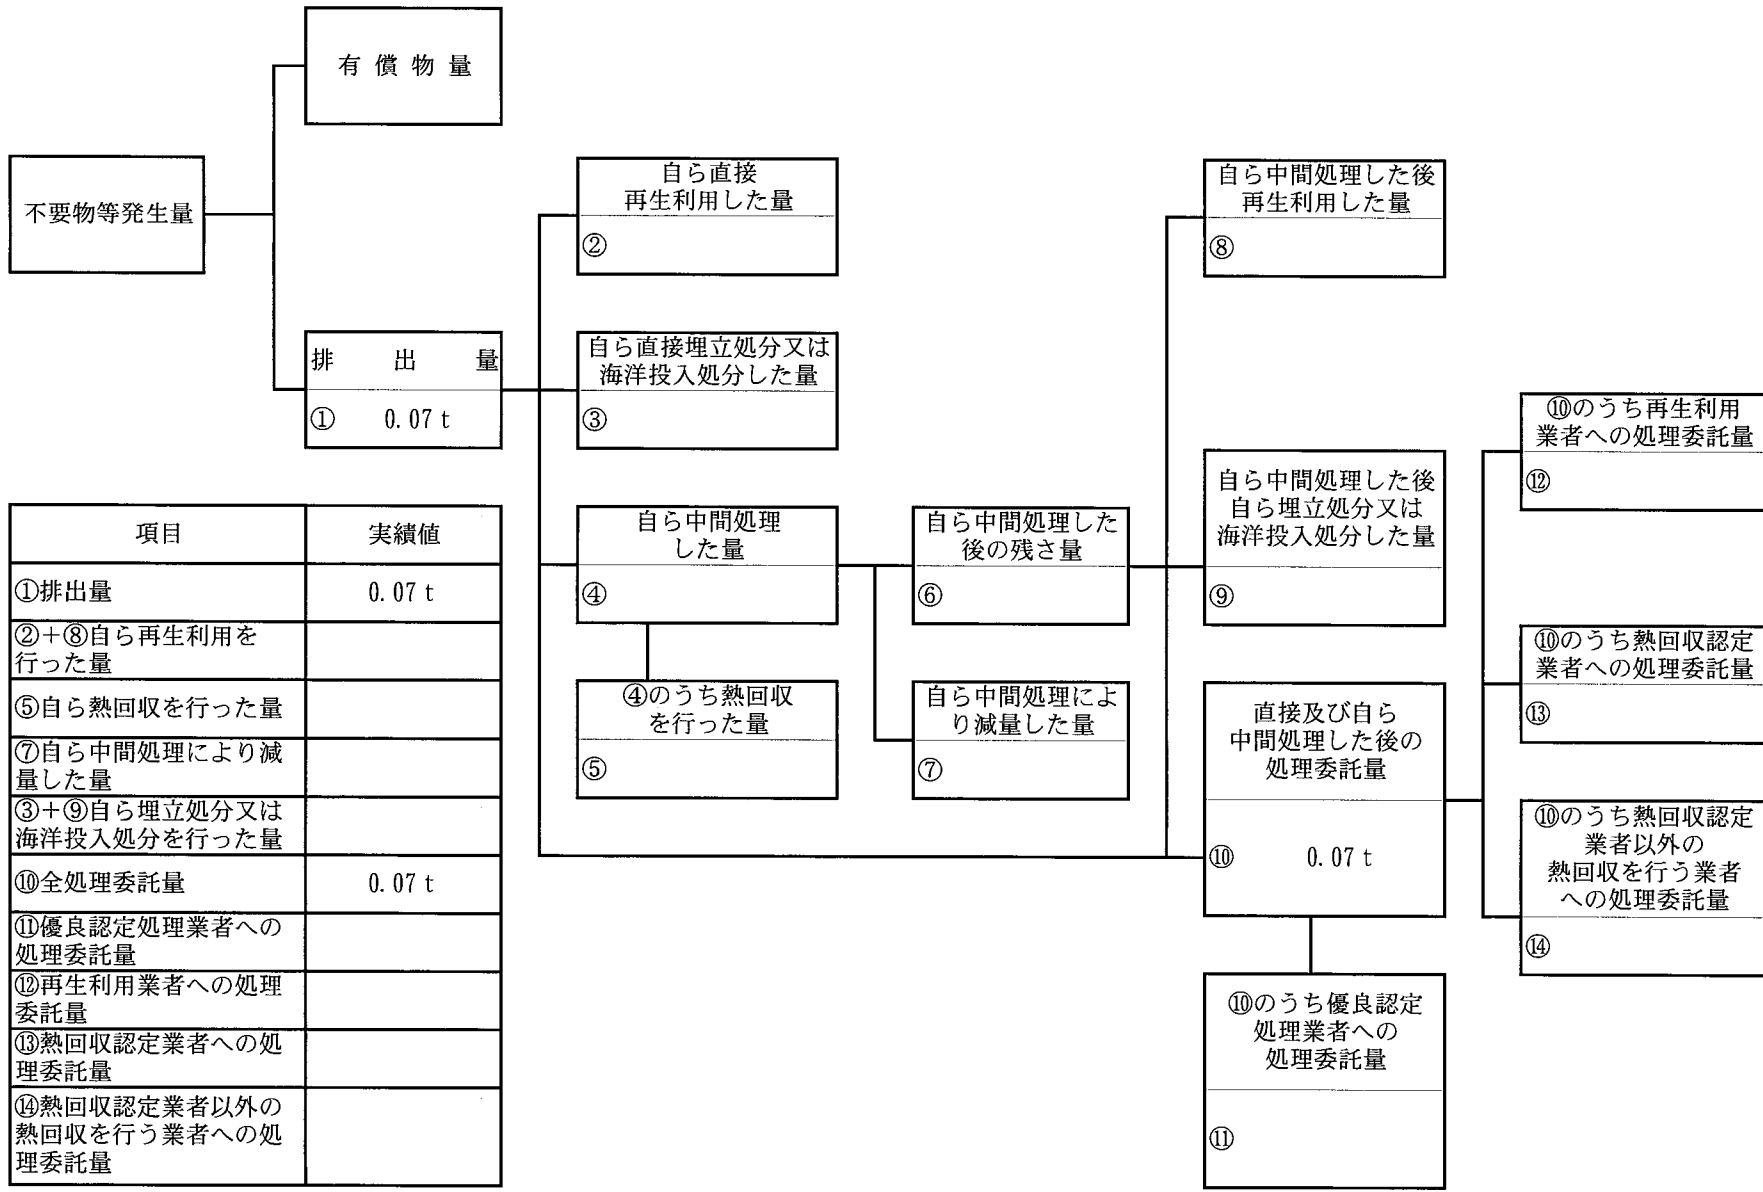 有償物量
不要物等発生量
排出量
① 0.07 t
自ら直接
再生利用した量
②
自ら直接埋立処分又は
海洋投入処分した量
③
自ら中間処理
した量
④
④のうち熱回収
を行った量
⑤
自ら中間処理した
後の残さ量
⑥
自ら中間処理によ
り減量した量
⑦
自ら中間処理した後
再生利用した量
⑧
自ら中間処理した後
自ら埋立処分又は
海洋投入処分した量
⑨
直接及び自ら
中間処理した後の
処理委託量
⑩ 0.07 t
⑩のうち優良認定
処理業者への
処理委託量
⑪
⑩のうち再生利用
業者への処理委託量
⑫
⑩のうち熱回収認定
業者への処理委託量
⑬
⑩のうち熱回収認定
業者以外の
熱回収を行う業者
への処理委託量
⑭
項目 実績値
①排出量 0.07 t
②+⑧自ら再生利用を
行った量
⑤自ら熱回収を行った量
⑦自ら中間処理により減
量した量
③+⑨自ら埋立処分又は
海洋投入処分を行った量
⑩全処理委託量 0.07 t
⑪優良認定処理業者への
処理委託量
⑫再生利用業者への処理
委託量
⑬熱回収認定業者への処
理委託量
⑭熱回収認定業者以外の
熱回収を行う業者への処
理委託量